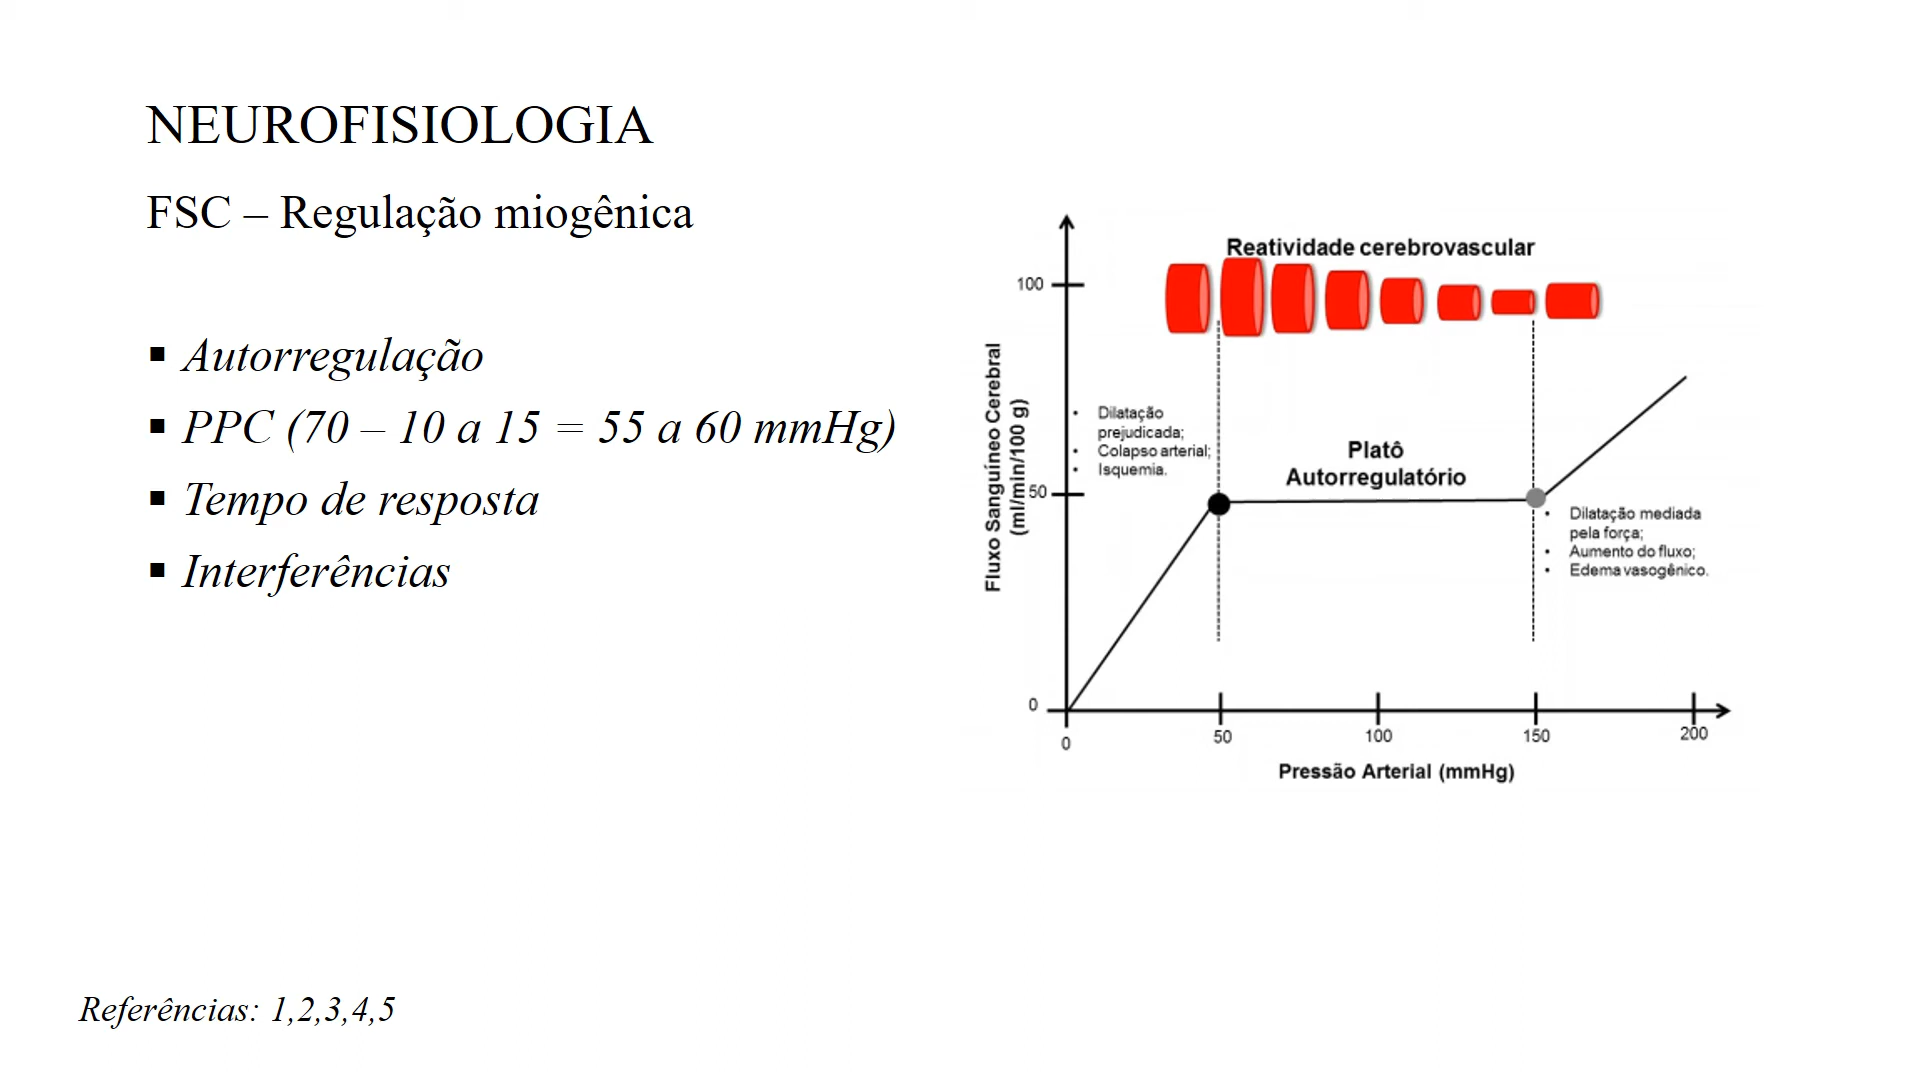 NEUROFISIOLOGIA
FSC – Regulação miogênica
▪ Autorregulação
▪ PPC (70 – 10 a 15 = 55 a 60 mmHg)
▪ Tempo de resposta
▪ Interferências
Reatividade cerebrovascular
100
50
0
Fluxo Sanguíneo Cerebral
(ml/min/100 g)
• Dilatação
prejudicada;
• Colapso arterial;
• Isquemia.
Platô
Autorregulatório
• Dilatação mediada
pela força;
• Aumento do fluxo;
• Edema vasogênico.
0
50
100
150
200
Pressão Arterial (mmHg)
Referências: 1,2,3,4,5